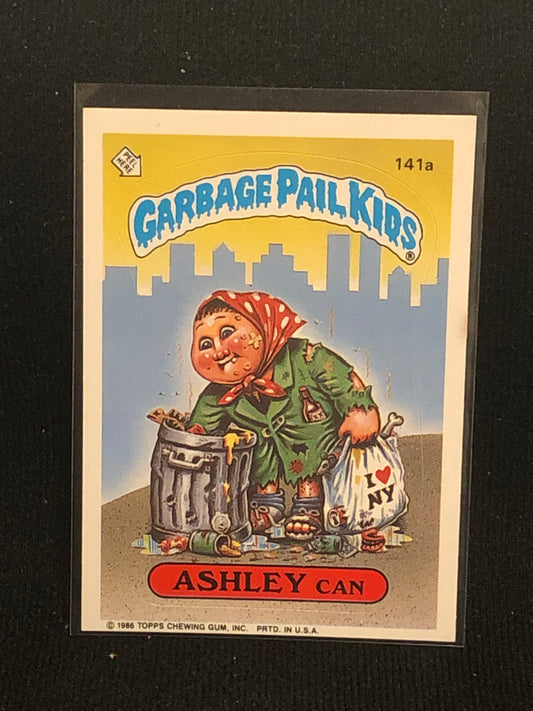 PEEL HERE
141a
GARBAGE PAIL KIDS®
I ❤
NY
ASHLEY CAN
© 1986 TOPPS CHEWING GUM, INC. PRTD. IN U.S.A.